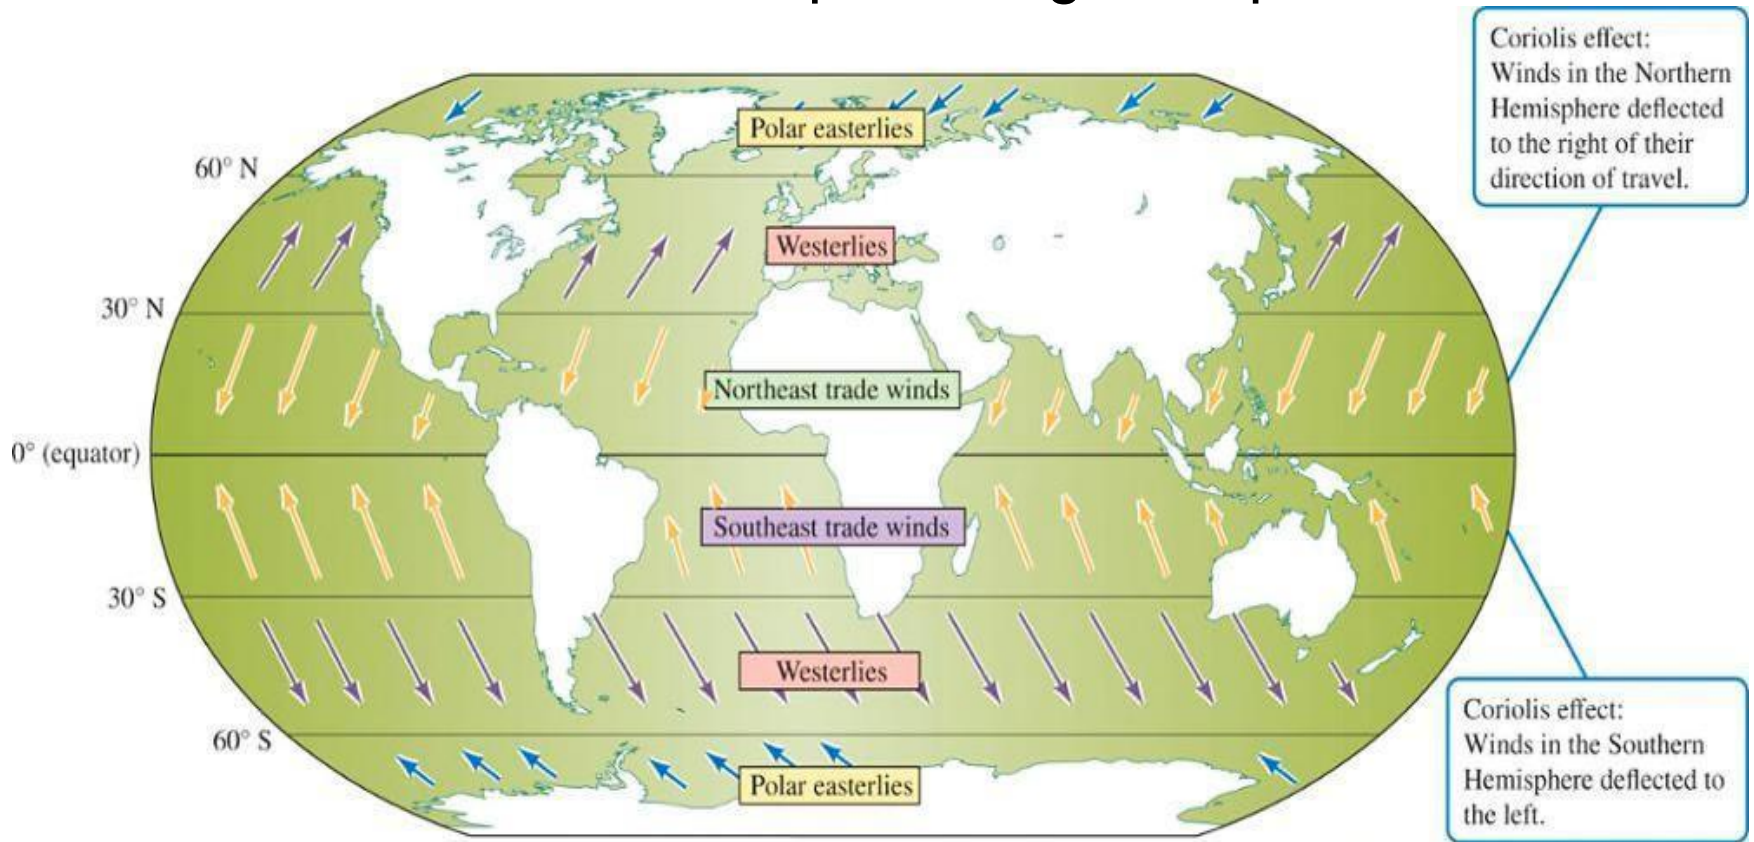 Coriolis effect:
Winds in the Northern
Hemisphere deflected
to the right of their
direction of travel.
Polar easterlies
60° N
Westerlies
30° N
Northeast trade winds
0° (equator)
Southeast trade winds
30° S
Westerlies
60° S
Polar easterlies
Coriolis effect:
Winds in the Southern
Hemisphere deflected to
the left.